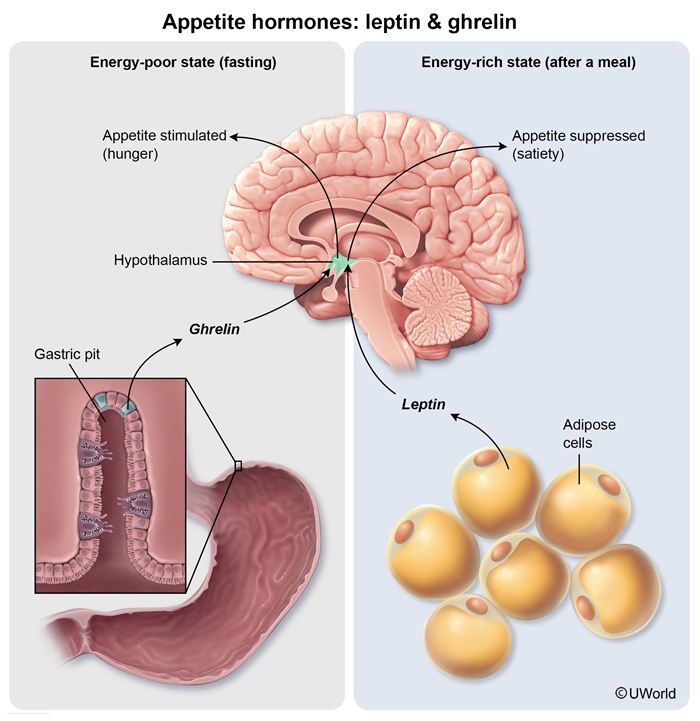 Appetite hormones: leptin & ghrelin
Energy-poor state (fasting)
Energy-rich state (after a meal)
Appetite stimulated
(hunger)
Appetite suppressed
(satiety)
Hypothalamus
Ghrelin
Gastric pit
Leptin
Adipose
cells
©UWorld